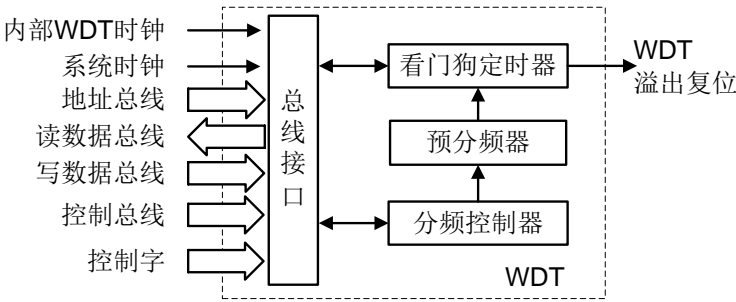 内部WDT时钟
系统时钟
地址总线
读数据总线
写数据总线
控制总线
控制字
总线接口
看门狗定时器
预分频器
分频控制器
WDT
WDT
溢出复位